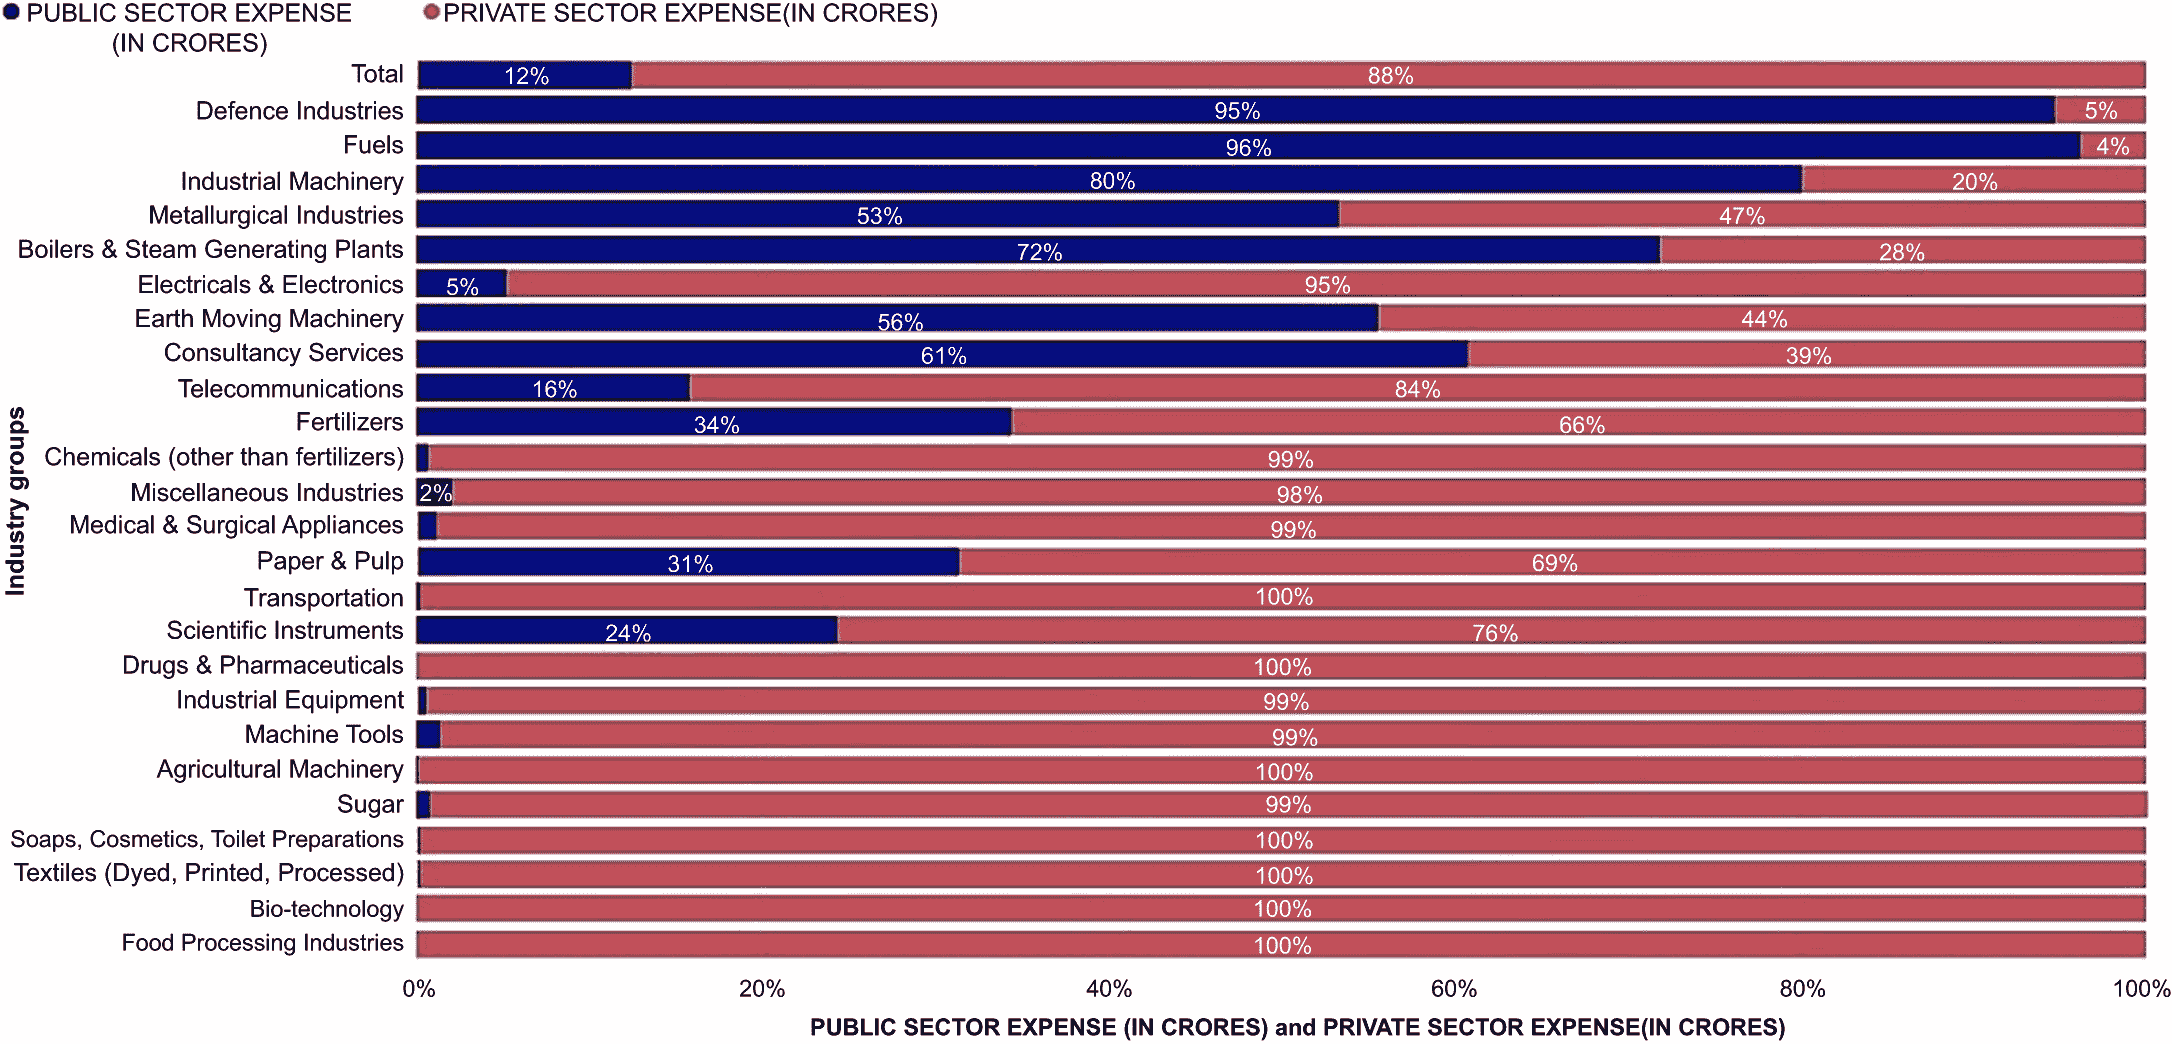 PUBLIC SECTOR EXPENSE
(IN CRORES)
PRIVATE SECTOR EXPENSE(IN CRORES)
Industry groups
Total 12% 88%
Defence Industries 95% 5%
Fuels 96% 4%
Industrial Machinery 80% 20%
Metallurgical Industries 53% 47%
Boilers & Steam Generating Plants 72% 28%
Electricals & Electronics 5% 95%
Earth Moving Machinery 56% 44%
Consultancy Services 61% 39%
Telecommunications 16% 84%
Fertilizers 34% 66%
Chemicals (other than fertilizers) 99%
Miscellaneous Industries 2% 98%
Medical & Surgical Appliances 99%
Paper & Pulp 31% 69%
Transportation 100%
Scientific Instruments 24% 76%
Drugs & Pharmaceuticals 100%
Industrial Equipment 99%
Machine Tools 99%
Agricultural Machinery 100%
Sugar 99%
Soaps, Cosmetics, Toilet Preparations 100%
Textiles (Dyed, Printed, Processed) 100%
Bio-technology 100%
Food Processing Industries 100%
0% 20% 40% 60% 80% 100%
PUBLIC SECTOR EXPENSE (IN CRORES) and PRIVATE SECTOR EXPENSE(IN CRORES)